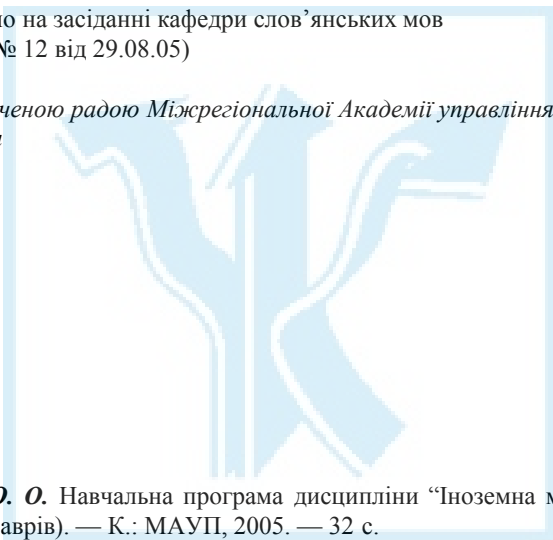 о на засіданні кафедри слов’янських мов
№ 12 від 29.08.05)
ченою радою Міжрегіональної Академії управління
О. О. Навчальна програма дисципліни “Іноземна м
аврів). — К.: МАУП, 2005. — 32 с.